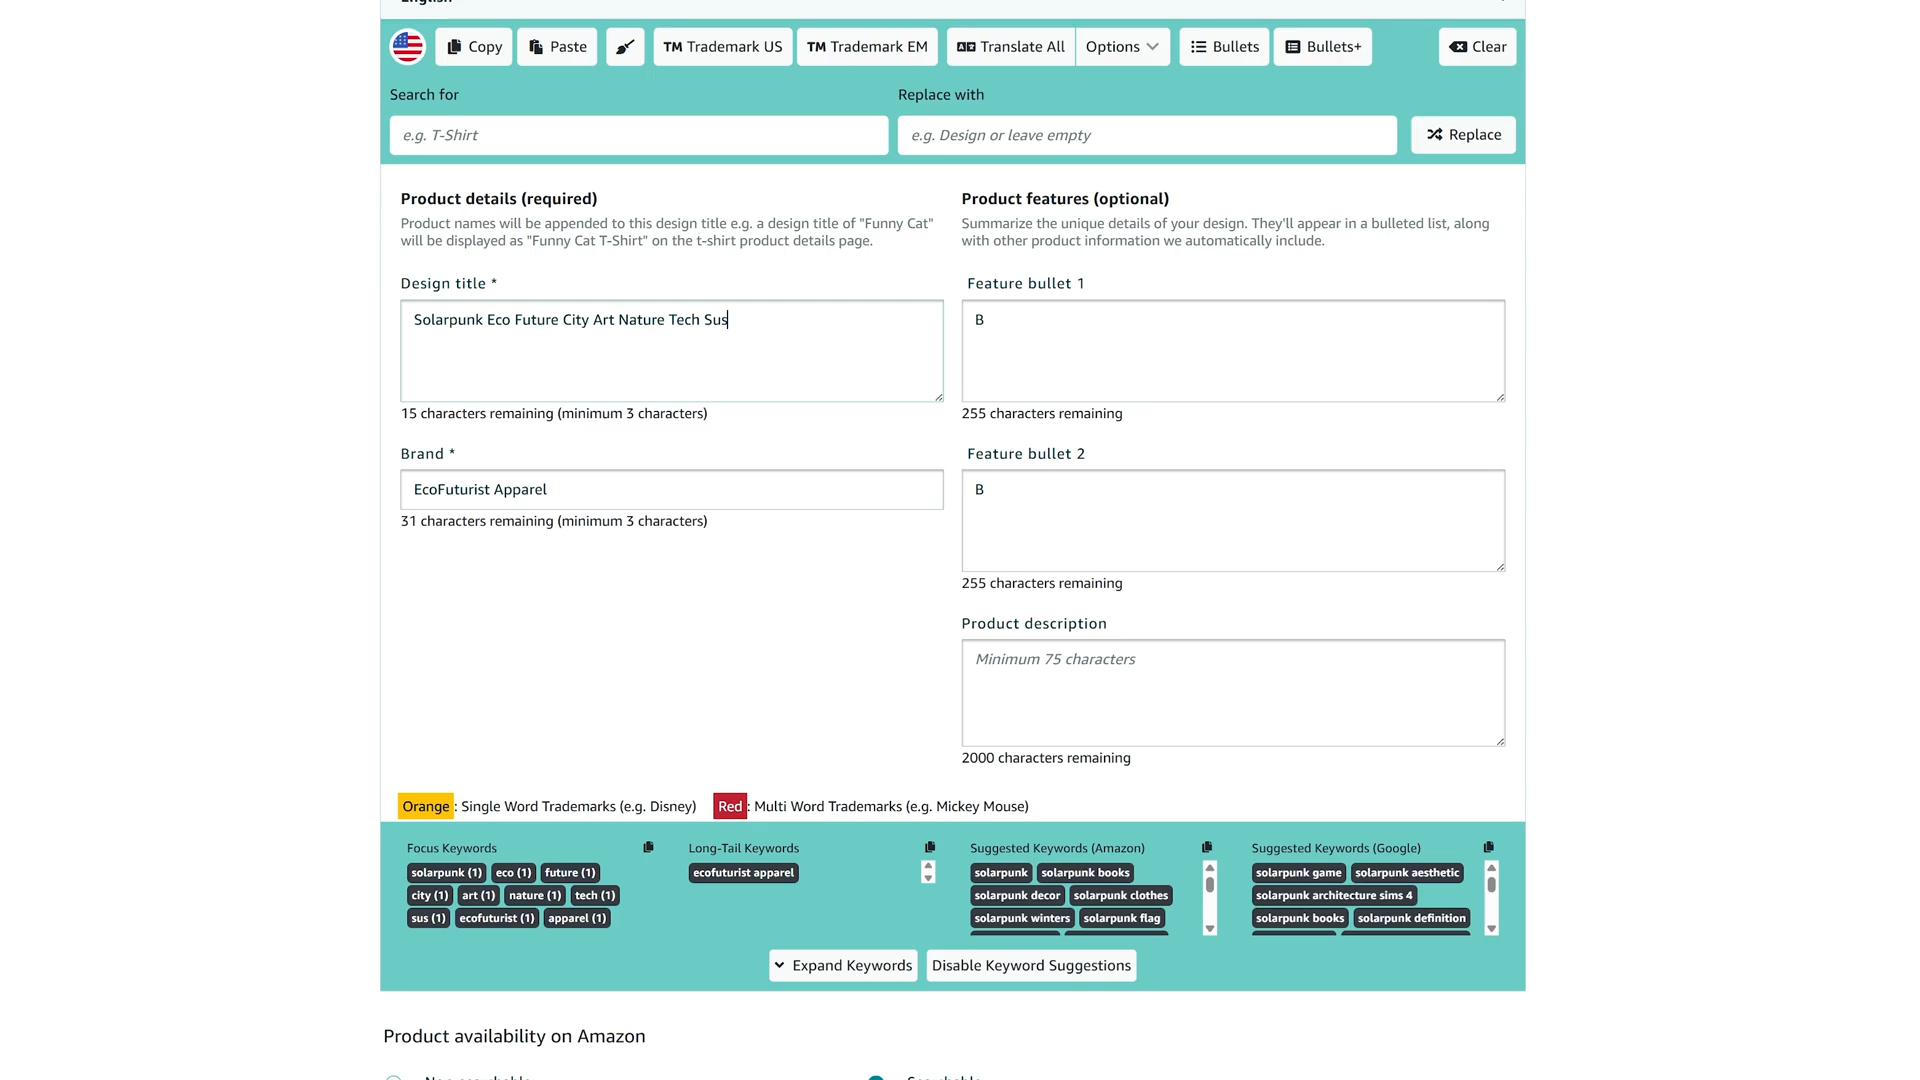 Copy
Paste
TM Trademark US
TM Trademark EM
Translate All
Options
Bullets
Bullets+
Clear
Search for
Replace with
e.g. T-Shirt
e.g. Design or leave empty
Replace
Product details (required)
Product names will be appended to this design title e.g. a design title of "Funny Cat"
will be displayed as "Funny Cat T-Shirt" on the t-shirt product details page.
Design title *
Solarpunk Eco Future City Art Nature Tech Sus
15 characters remaining (minimum 3 characters)
Brand *
EcoFuturist Apparel
31 characters remaining (minimum 3 characters)
Product features (optional)
Summarize the unique details of your design. They'll appear in a bulleted list, along
with other product information we automatically include.
Feature bullet 1
B
255 characters remaining
Feature bullet 2
B
255 characters remaining
Product description
Minimum 75 characters
2000 characters remaining
Orange : Single Word Trademarks (e.g. Disney) Red : Multi Word Trademarks (e.g. Mickey Mouse)
Focus Keywords
solarpunk (1) eco (1) future (1)
city (1) art (1) nature (1) tech (1)
sus (1) ecofuturist (1) apparel (1)
Long-Tail Keywords
ecofuturist apparel
Suggested Keywords (Amazon)
solarpunk solarpunk books
solarpunk decor solarpunk clothes
solarpunk winters solarpunk flag
Suggested Keywords (Google)
solarpunk game solarpunk aesthetic
solarpunk architecture sims 4
solarpunk books solarpunk definition
Expand Keywords
Disable Keyword Suggestions
Product availability on Amazon